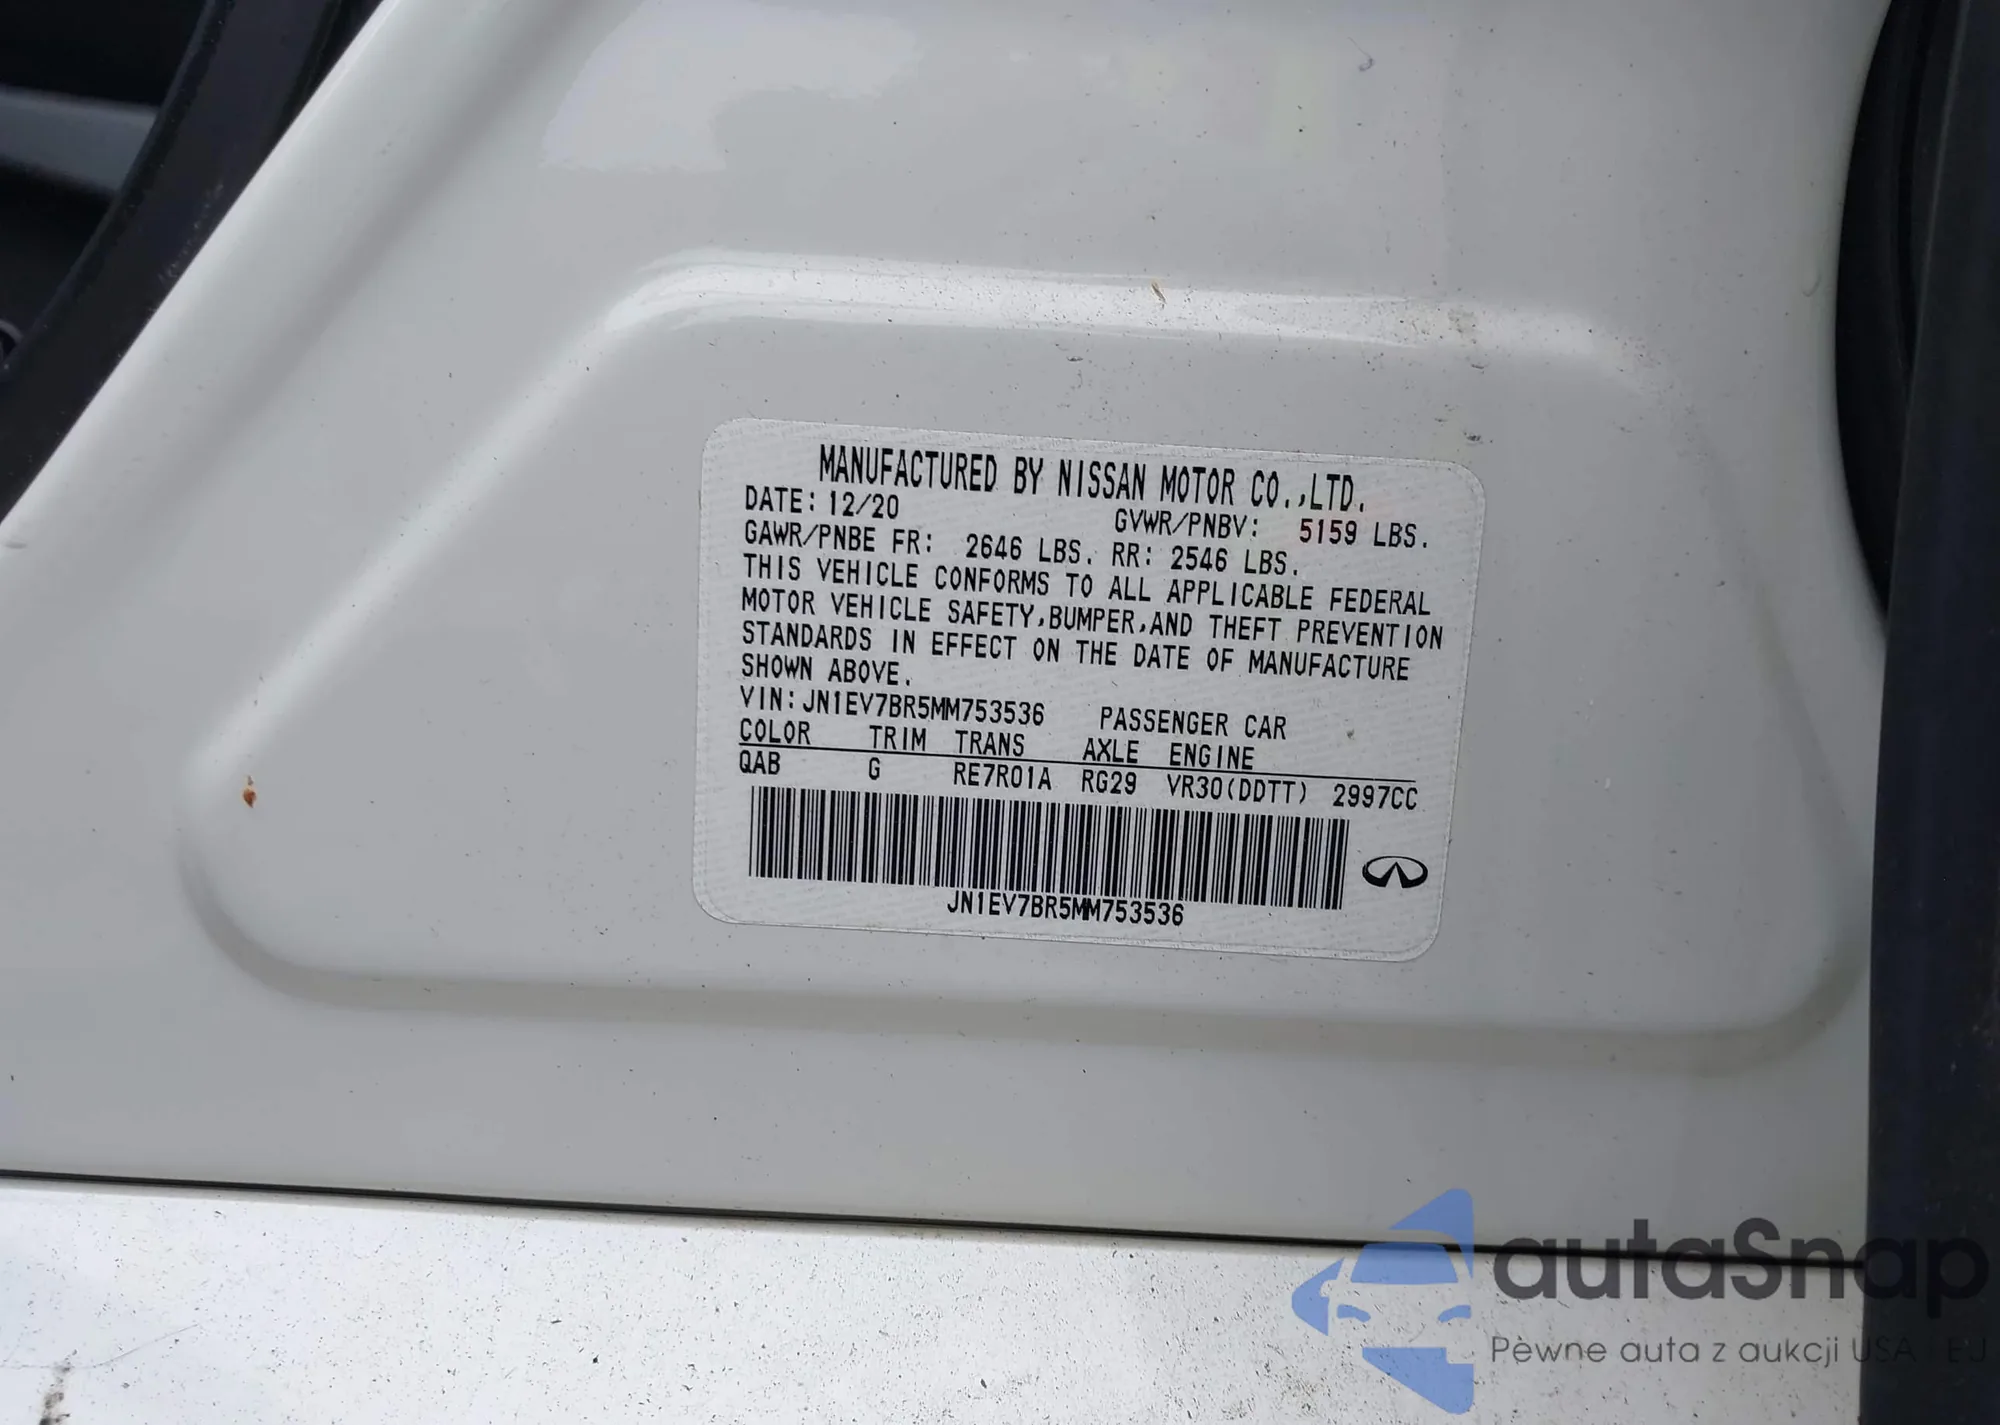 MANUFACTURED BY NISSAN MOTOR CO.,LTD.
DATE: 12/20 GVWR/PNBV: 5159 LBS.
GAWR/PNBE FR: 2646 LBS. RR: 2546 LBS.
THIS VEHICLE CONFORMS TO ALL APPLICABLE FEDERAL
MOTOR VEHICLE SAFETY,BUMPER,AND THEFT PREVENTION
STANDARDS IN EFFECT ON THE DATE OF MANUFACTURE
SHOWN ABOVE.
VIN:JN1EV7BR5MM753536 PASSENGER CAR
COLOR TRIM TRANS AXLE ENGINE
QAB G RE7R01A RG29 VR30(DDTT) 2997CC
JN1EV7BR5MM753536
autaSnap
Pewne auta z aukcji USA EJ